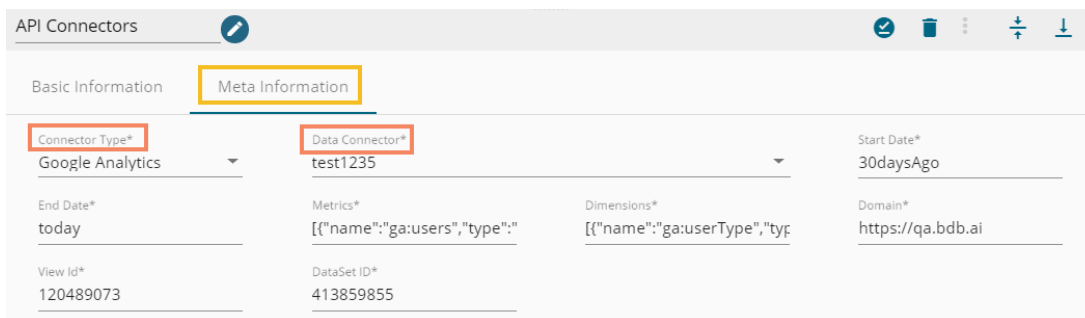 API Connectors
Basic Information Meta Information
Connector Type* Data Connector* Start Date*
Google Analytics test1235 30daysAgo
End Date* Metrics* Dimensions* Domain*
today [{"name":"ga:users","type":" [{"name":"ga:userType","typ https://qa.bdb.ai
View Id* DataSet ID*
120489073 413859855